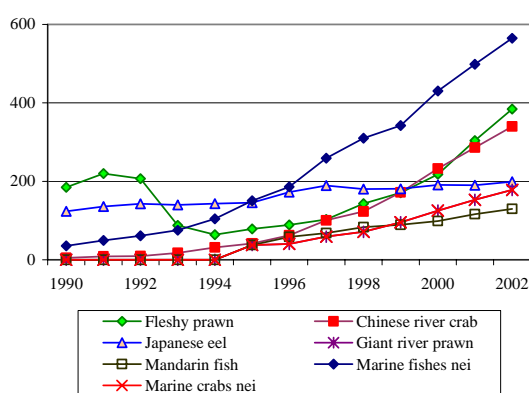 600
400
200
0
1990 1992 1994 1996 1998 2000 2002
Fleshy prawn Chinese river crab
Japanese eel Giant river prawn
Mandarin fish Marine fishes nei
Marine crabs nei